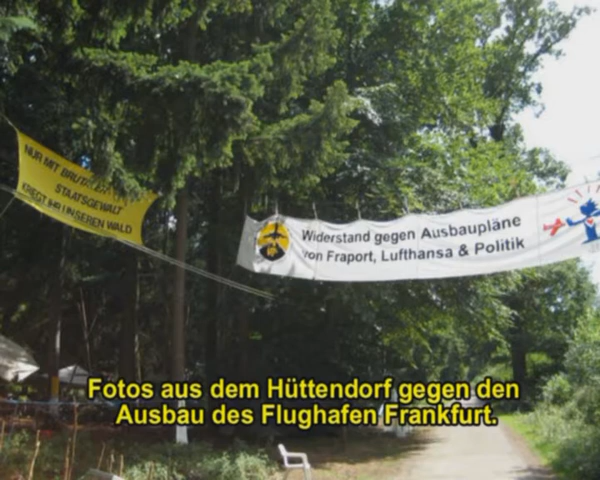 NUR MIT BRUTALER
STAATSGEWALT
KRIEGT IHR UNSEREN WALD
Widerstand gegen Ausbaupläne
von Fraport, Lufthansa & Politik
Fotos aus dem Hüttendorf gegen den
Ausbau des Flughafen Frankfurt.